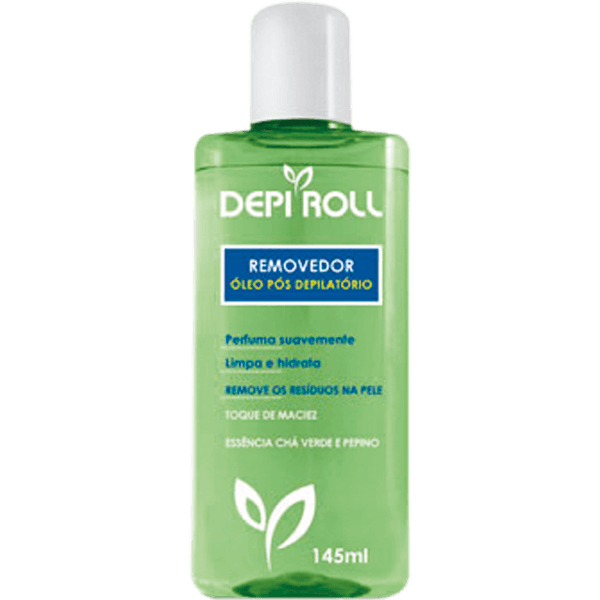 DEPI ROLL
REMOVEDOR
ÓLEO PÓS DEPILATÓRIO
Perfuma suavemente
Limpa e hidrata
REMOVE OS RESÍDUOS NA PELE
TOQUE DE MACIEZ
ESSÊNCIA CHÁ VERDE E PEPINO
145ml